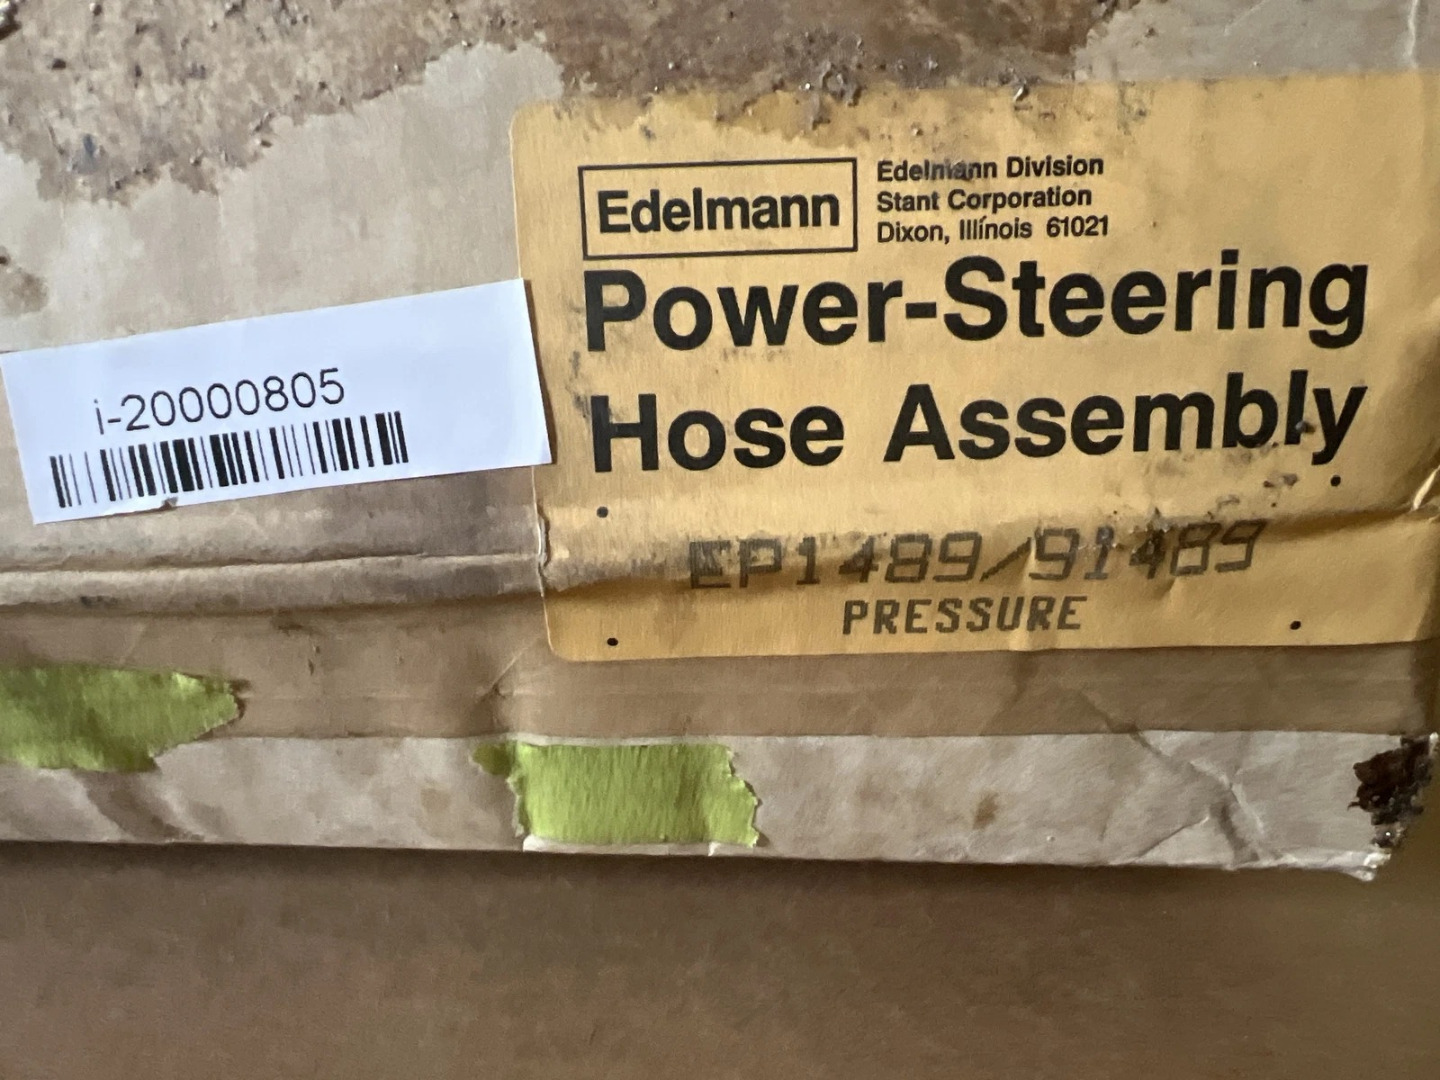 Edelmann
Edelmann Division
Stant Corporation
Dixon, Illinois 61021
Power-Steering
Hose Assembly
i-20000805
EP1489/91489
PRESSURE